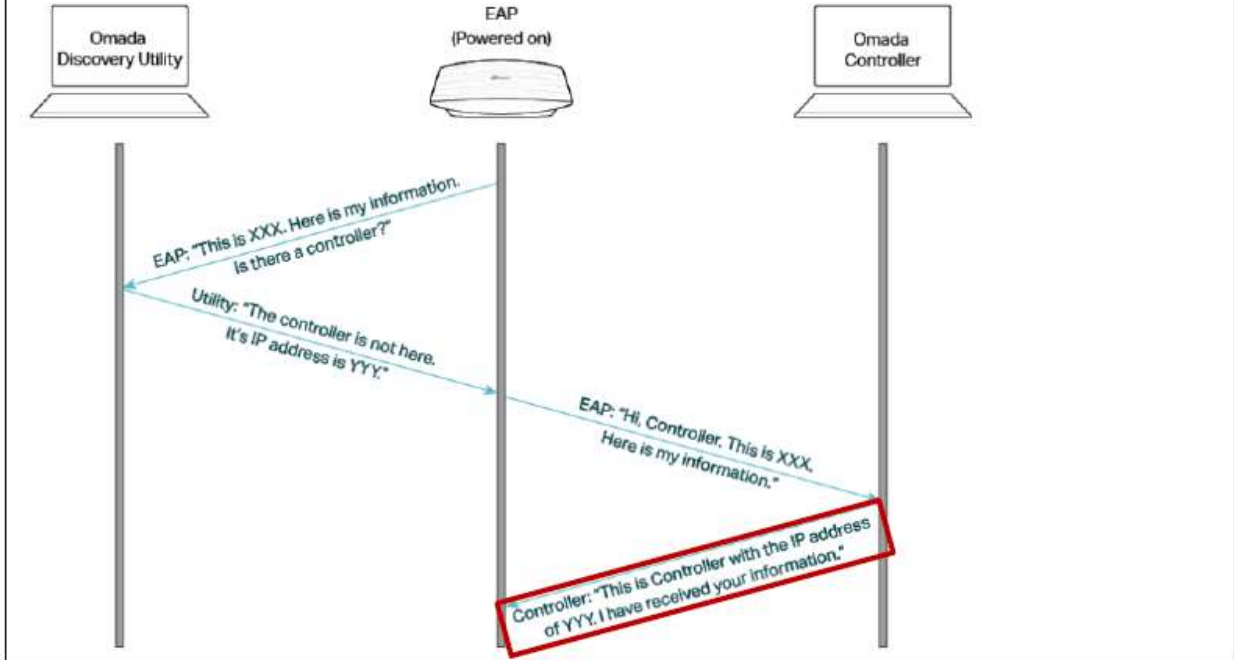 Omada
Discovery Utility
EAP
(Powered on)
Omada
Controller
EAP: "This is XXX. Here is my information.
Is there a controller?"
Utility: "The controller is not here.
It's IP address is YYY."
EAP: "Hi, Controller. This is XXX.
Here is my information."
Controller: "This is Controller with the IP address
of YYY. I have received your information."